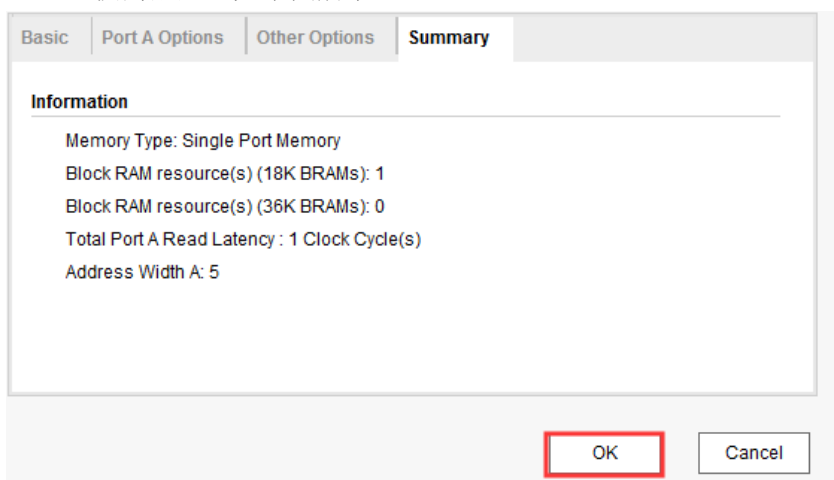 Basic Port A Options Other Options Summary
Information
Memory Type: Single Port Memory
Block RAM resource(s) (18K BRAMs): 1
Block RAM resource(s) (36K BRAMs): 0
Total Port A Read Latency : 1 Clock Cycle(s)
Address Width A: 5
OK Cancel